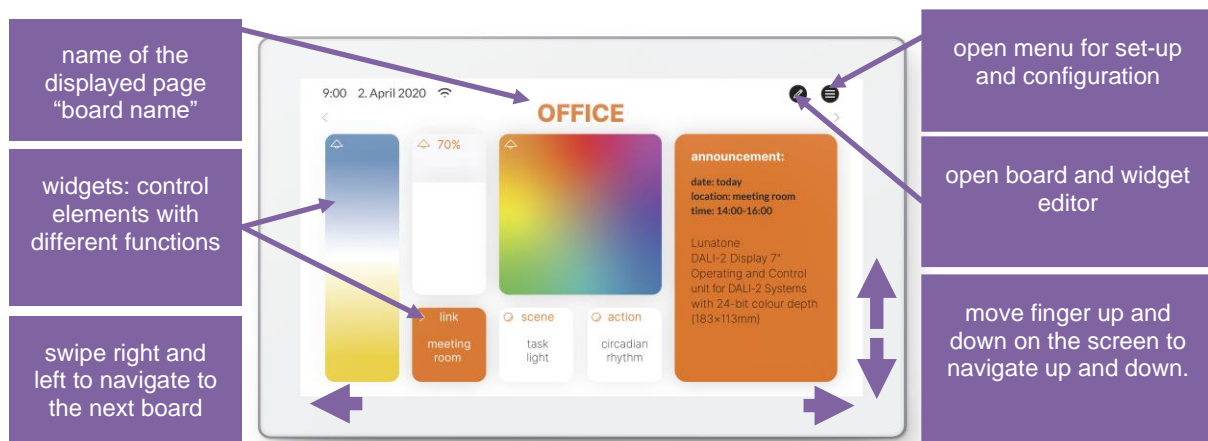 name of the
displayed page
“board name”
widgets: control
elements with
different functions
swipe right and
left to navigate to
the next board
9:00 2. April 2020
OFFICE
70%
link
meeting
room
scene
task
light
action
circadian
rhythm
announcement:
date: today
location: meeting room
time: 14:00-16:00
Lunatone
DALI-2 Display 7"
Operating and Control
unit for DALI-2 Systems
with 24-bit colour depth
(183×113mm)
open menu for set-up
and configuration
open board and widget
editor
move finger up and
down on the screen to
navigate up and down.